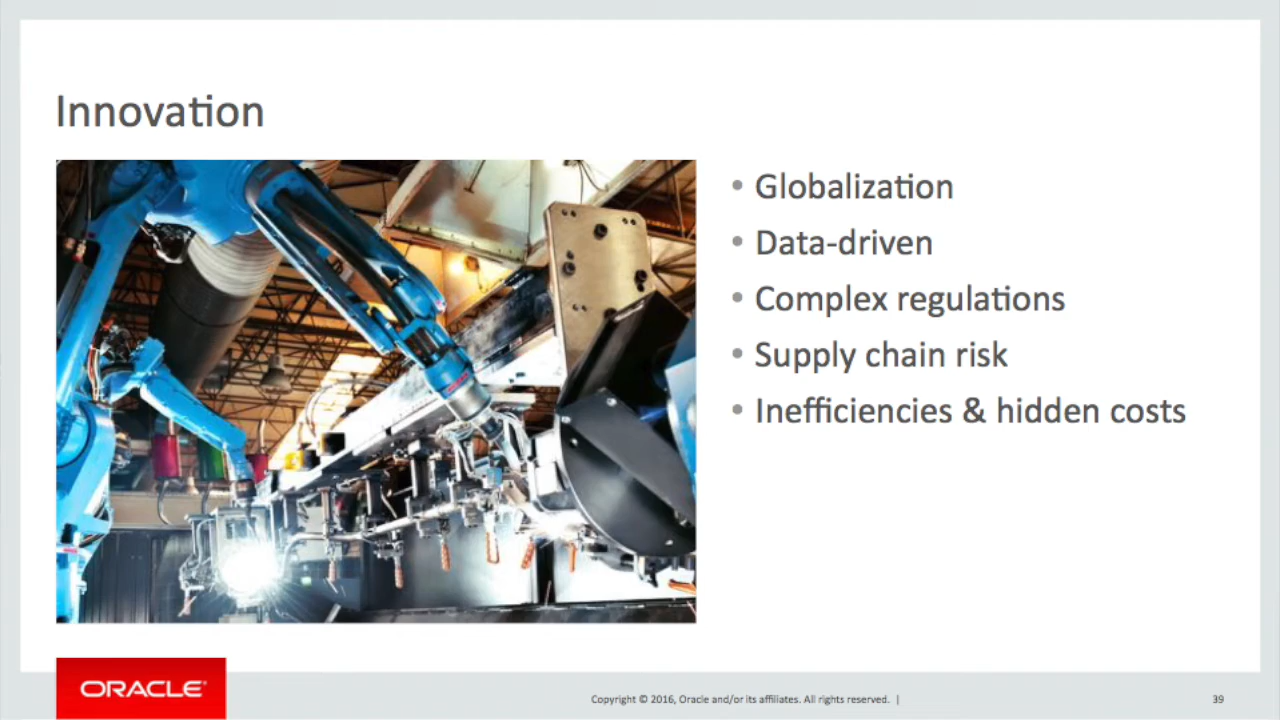 Innovation
• Globalization
• Data-driven
• Complex regulations
• Supply chain risk
• Inefficiencies & hidden costs
ORACLE
Copyright © 2016, Oracle and/or its affiliates. All rights reserved. |
39